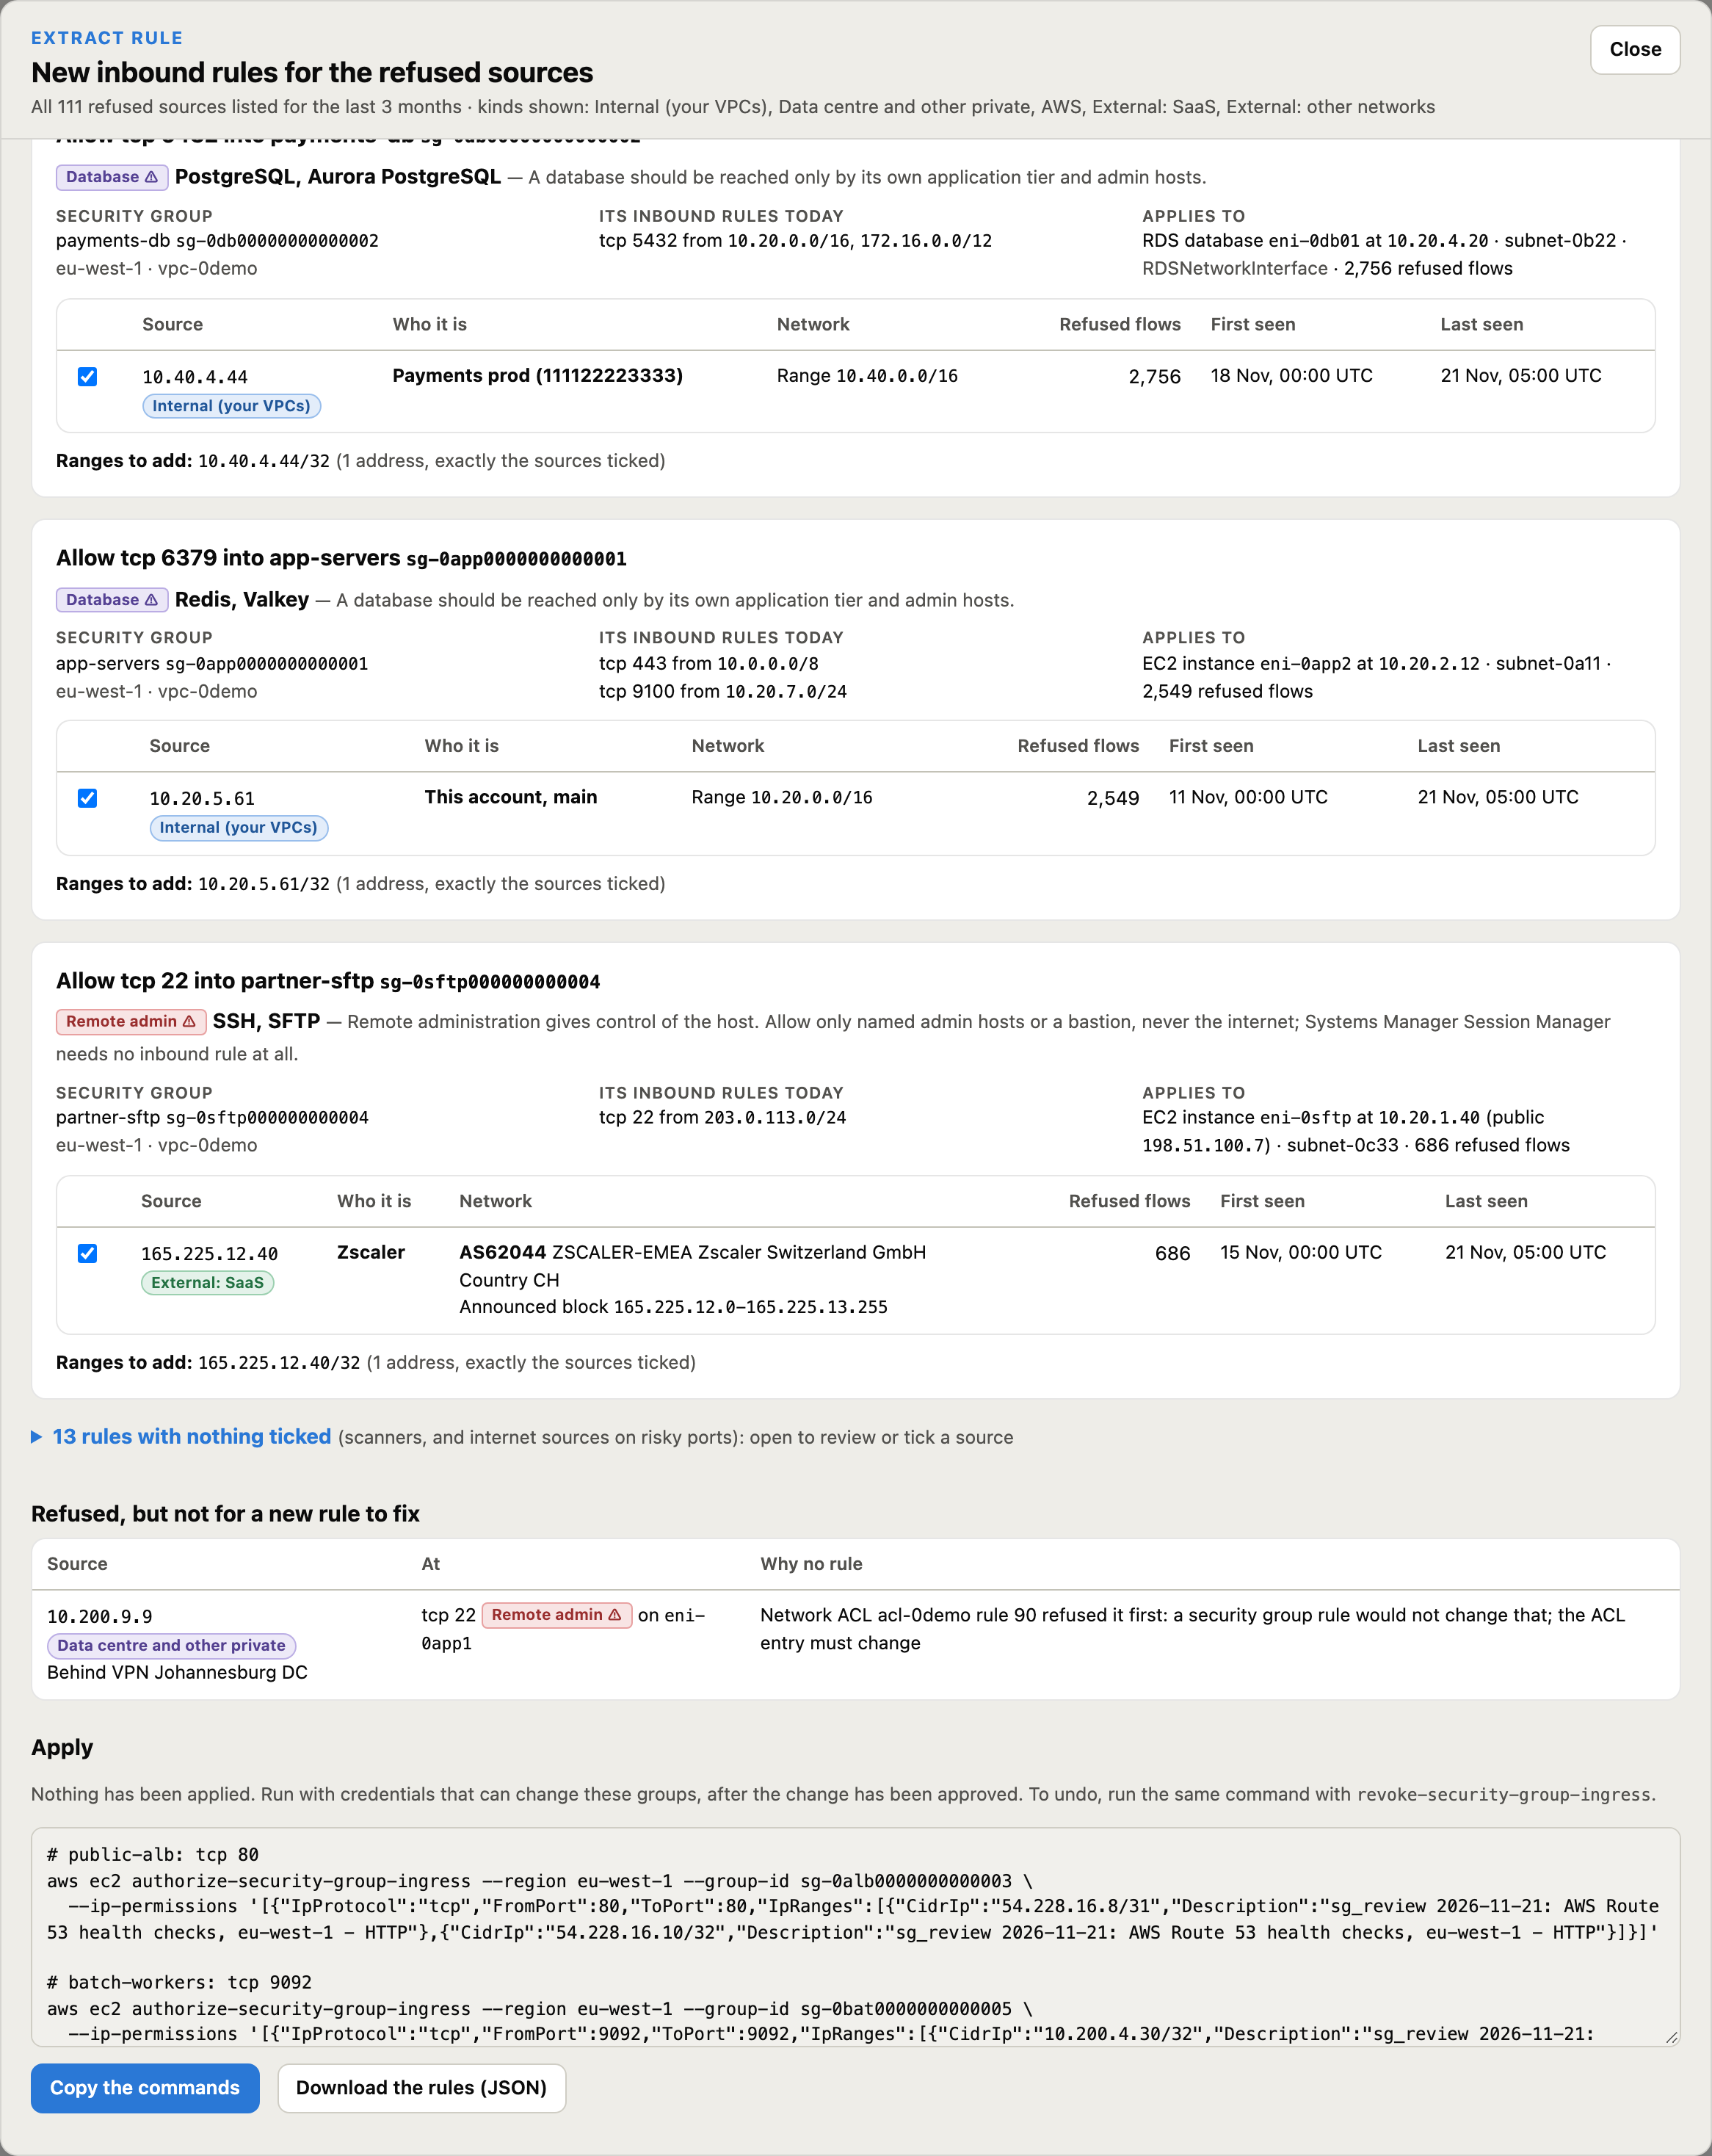 EXTRACT RULE
New inbound rules for the refused sources
All 111 refused sources listed for the last 3 months · kinds shown: Internal (your VPCs), Data centre and other private, AWS, External: SaaS, External: other networks
Close
Database ⚠ PostgreSQL, Aurora PostgreSQL — A database should be reached only by its own application tier and admin hosts.
SECURITY GROUP
payments-db sg-0db00000000000002
eu-west-1 · vpc-0demo
ITS INBOUND RULES TODAY
tcp 5432 from 10.20.0.0/16, 172.16.0.0/12
APPLIES TO
RDS database eni-0db01 at 10.20.4.20 · subnet-0b22 ·
RDSNetworkInterface · 2,756 refused flows
Source Who it is Network Refused flows First seen Last seen
10.40.4.44 Payments prod (111122223333) Range 10.40.0.0/16 2,756 18 Nov, 00:00 UTC 21 Nov, 05:00 UTC
Internal (your VPCs)
Ranges to add: 10.40.4.44/32 (1 address, exactly the sources ticked)
Allow tcp 6379 into app-servers sg-0app0000000000001
Database ⚠ Redis, Valkey — A database should be reached only by its own application tier and admin hosts.
SECURITY GROUP
app-servers sg-0app0000000000001
eu-west-1 · vpc-0demo
ITS INBOUND RULES TODAY
tcp 443 from 10.0.0.0/8
tcp 9100 from 10.20.7.0/24
APPLIES TO
EC2 instance eni-0app2 at 10.20.2.12 · subnet-0a11 ·
2,549 refused flows
Source Who it is Network Refused flows First seen Last seen
10.20.5.61 This account, main Range 10.20.0.0/16 2,549 11 Nov, 00:00 UTC 21 Nov, 05:00 UTC
Internal (your VPCs)
Ranges to add: 10.20.5.61/32 (1 address, exactly the sources ticked)
Allow tcp 22 into partner-sftp sg-0sftp000000000004
Remote admin ⚠ SSH, SFTP — Remote administration gives control of the host. Allow only named admin hosts or a bastion, never the internet; Systems Manager Session Manager
needs no inbound rule at all.
SECURITY GROUP
partner-sftp sg-0sftp000000000004
eu-west-1 · vpc-0demo
ITS INBOUND RULES TODAY
tcp 22 from 203.0.113.0/24
APPLIES TO
EC2 instance eni-0sftp at 10.20.1.40 (public
198.51.100.7) · subnet-0c33 · 686 refused flows
Source Who it is Network Refused flows First seen Last seen
165.225.12.40 Zscaler AS62044 ZSCALER-EMEA Zscaler Switzerland GmbH 686 15 Nov, 00:00 UTC 21 Nov, 05:00 UTC
External: SaaS
Country CH
Announced block 165.225.12.0–165.225.13.255
Ranges to add: 165.225.12.40/32 (1 address, exactly the sources ticked)
▶ 13 rules with nothing ticked (scanners, and internet sources on risky ports): open to review or tick a source
Refused, but not for a new rule to fix
Source At Why no rule
10.200.9.9
Data centre and other private
Behind VPN Johannesburg DC
tcp 22 Remote admin ⚠ on eni-
0app1
Network ACL acl-0demo rule 90 refused it first: a security group rule would not change that; the ACL
entry must change
Apply
Nothing has been applied. Run with credentials that can change these groups, after the change has been approved. To undo, run the same command with revoke-security-group-ingress.
# public-alb: tcp 80
aws ec2 authorize-security-group-ingress --region eu-west-1 --group-id sg-0alb0000000000003 \
--ip-permissions '[{"IpProtocol":"tcp","FromPort":80,"ToPort":80,"IpRanges":[{"CidrIp":"54.228.16.8/31","Description":"sg_review 2026-11-21: AWS Route
53 health checks, eu-west-1 - HTTP"},{"CidrIp":"54.228.16.10/32","Description":"sg_review 2026-11-21: AWS Route 53 health checks, eu-west-1 - HTTP"}]}]'
# batch-workers: tcp 9092
aws ec2 authorize-security-group-ingress --region eu-west-1 --group-id sg-0bat0000000000005 \
--ip-permissions '[{"IpProtocol":"tcp","FromPort":9092,"ToPort":9092,"IpRanges":[{"CidrIp":"10.200.4.30/32","Description":"sg_review 2026-11-21:
Copy the commands
Download the rules (JSON)